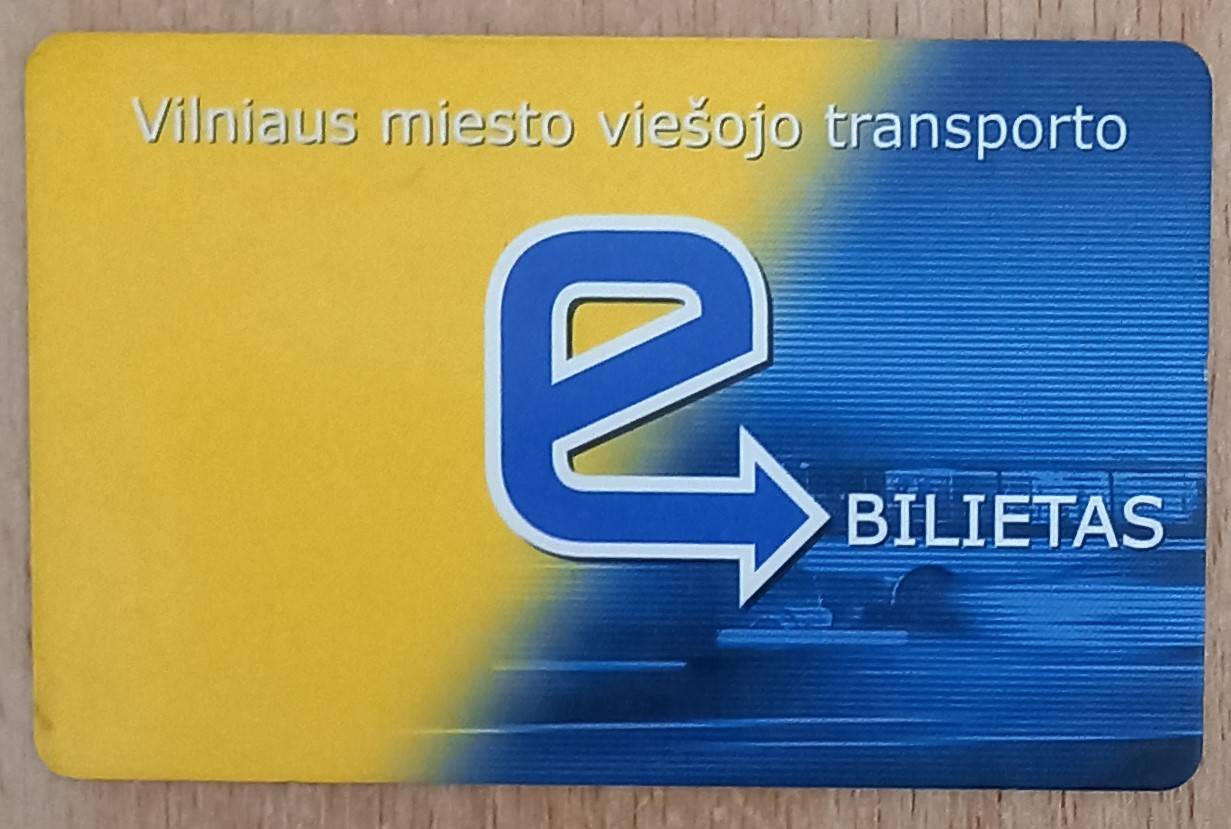 Vilniaus miesto viešojo transporto
e
BILIETAS